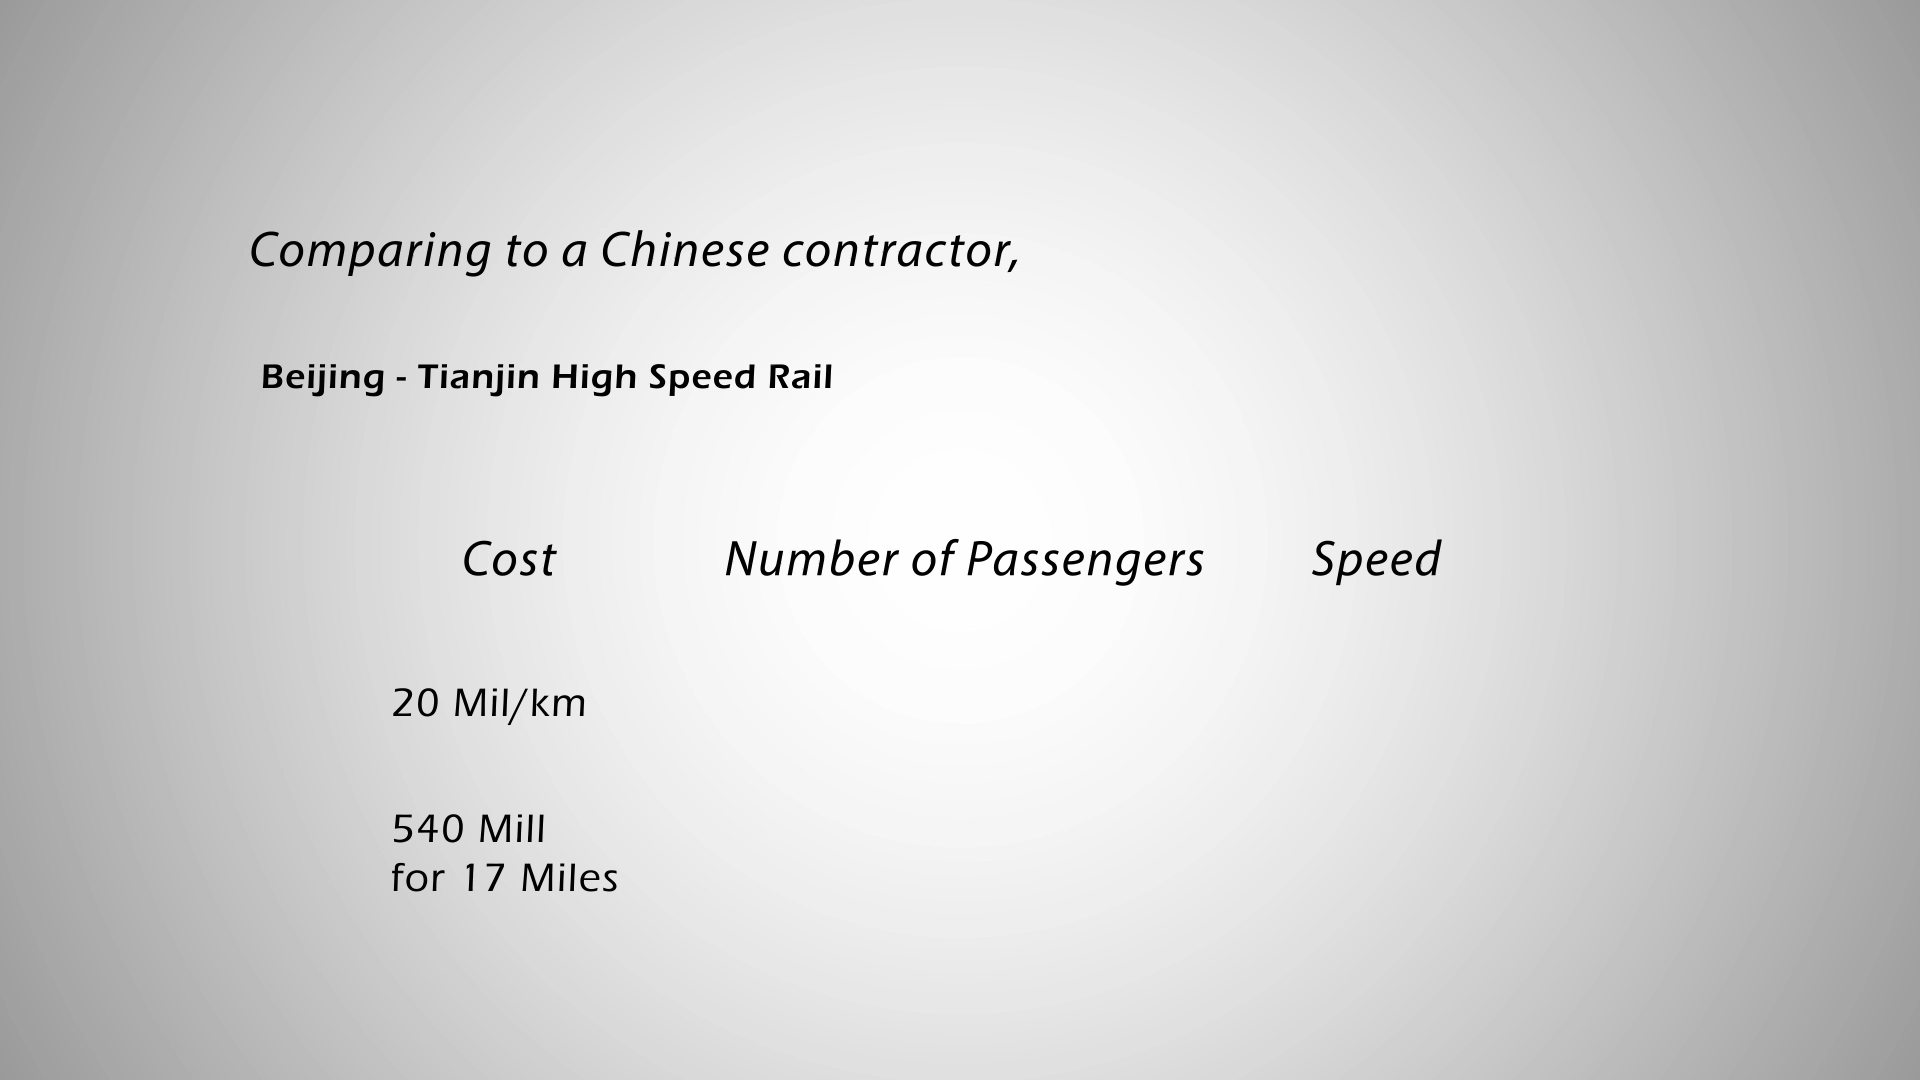 Comparing to a Chinese contractor,
Beijing - Tianjin High Speed Rail
Cost Number of Passengers Speed
20 Mil/km
540 Mill
for 17 Miles